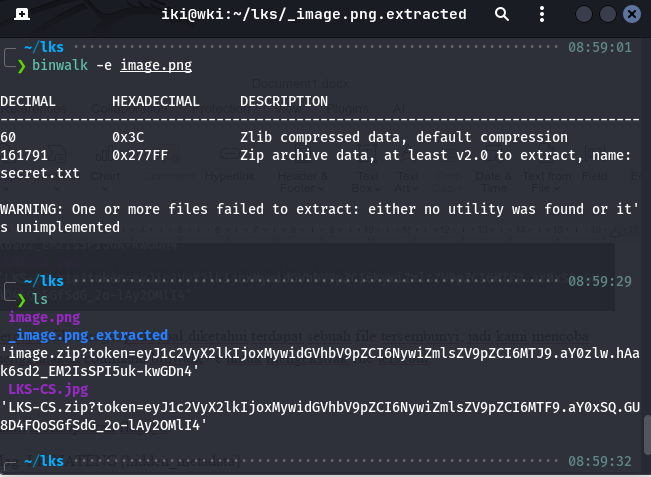 iki@wki:~/lks/_image.png.extracted
~/lks 08:59:01
❯ binwalk -e image.png
DECIMAL HEXADECIMAL DESCRIPTION
--------------------------------------------------------------------------------
60 0x3C Zlib compressed data, default compression
161791 0x277FF Zip archive data, at least v2.0 to extract, name:
secret.txt
WARNING: One or more files failed to extract: either no utility was found or it'
s unimplemented
~/lks 08:59:29
❯ ls
image.png
_image.png.extracted
'image.zip?token=eyJ1c2VyX2lkIjoxMywidGVhbV9pZCI6NywiZmlsZV9pZCI6MTJ9.aY0zlw.hAa
k6sd2_EM2IsSPI5uk-kwGDn4'
LKS-CS.jpg
'LKS-CS.zip?token=eyJ1c2VyX2lkIjoxMywidGVhbV9pZCI6NywiZmlsZV9pZCI6MTF9.aY0xSQ.GU
8D4FQoSGfSdG_2o-lAy2OMlI4'
~/lks 08:59:32